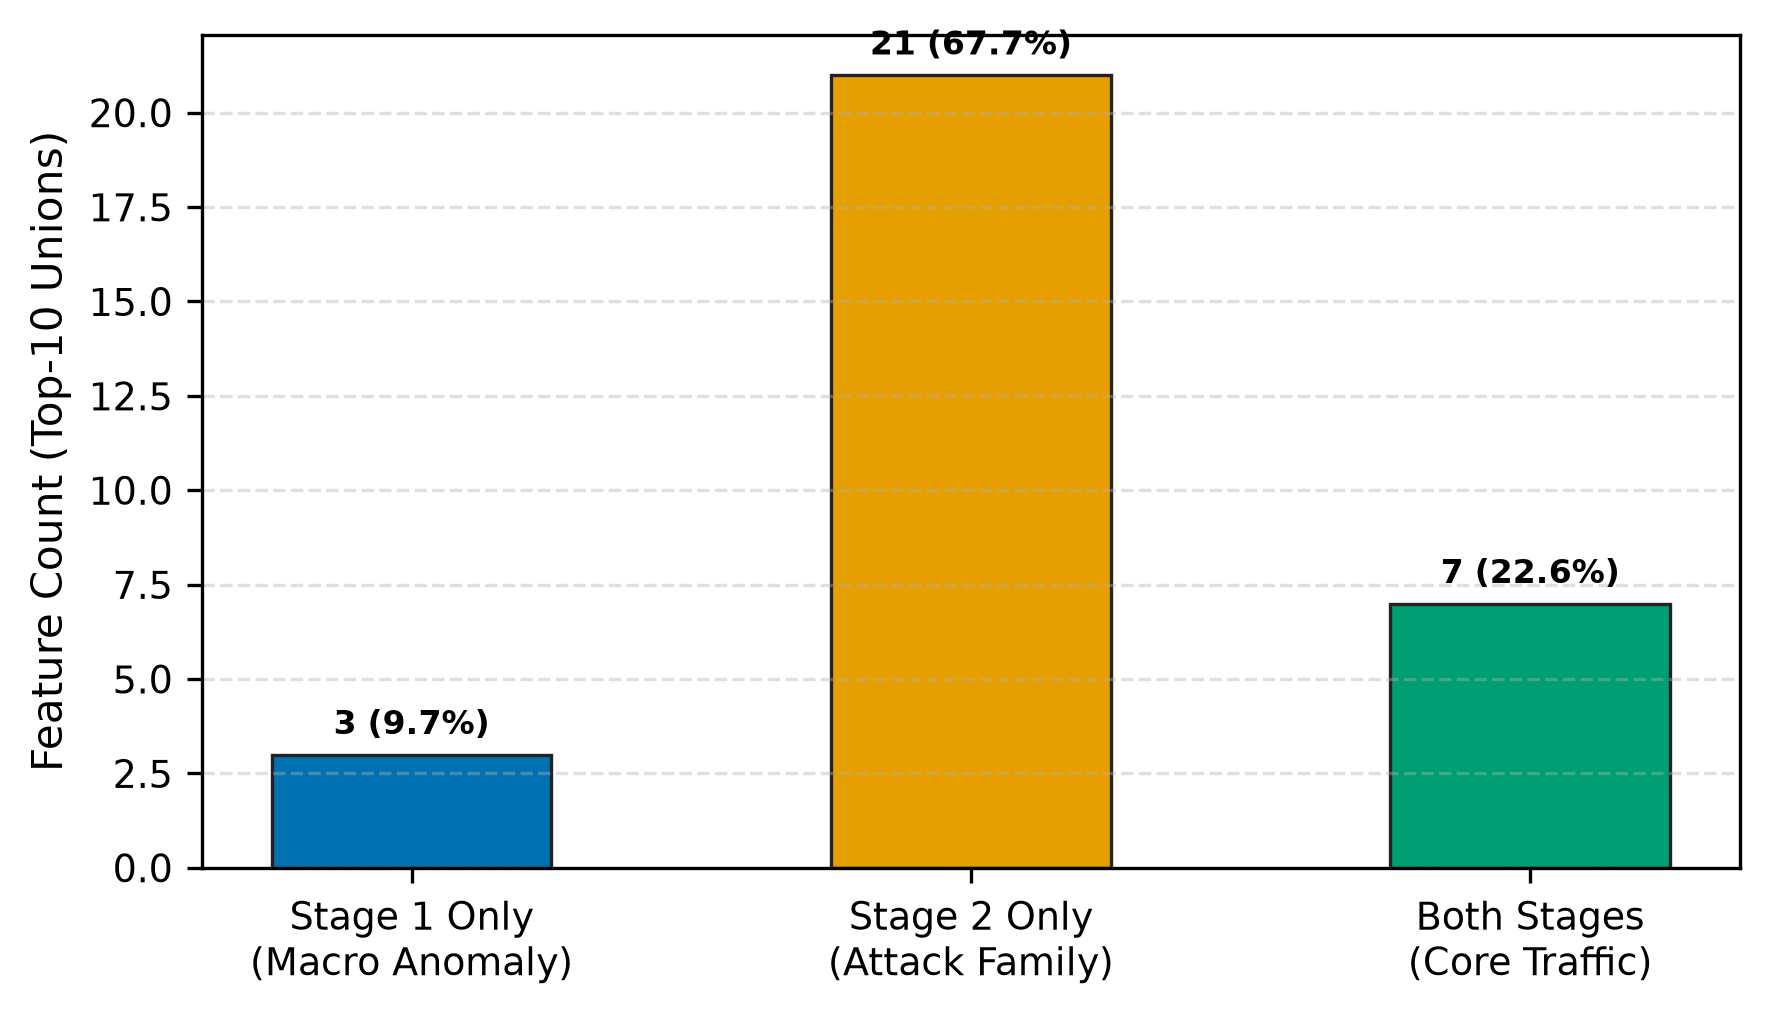 21 (67.7%)
20.0
17.5
15.0
12.5
10.0
7.5
5.0
2.5
0.0
Feature Count (Top-10 Unions)
7 (22.6%)
3 (9.7%)
Stage 1 Only
(Macro Anomaly)
Stage 2 Only
(Attack Family)
Both Stages
(Core Traffic)